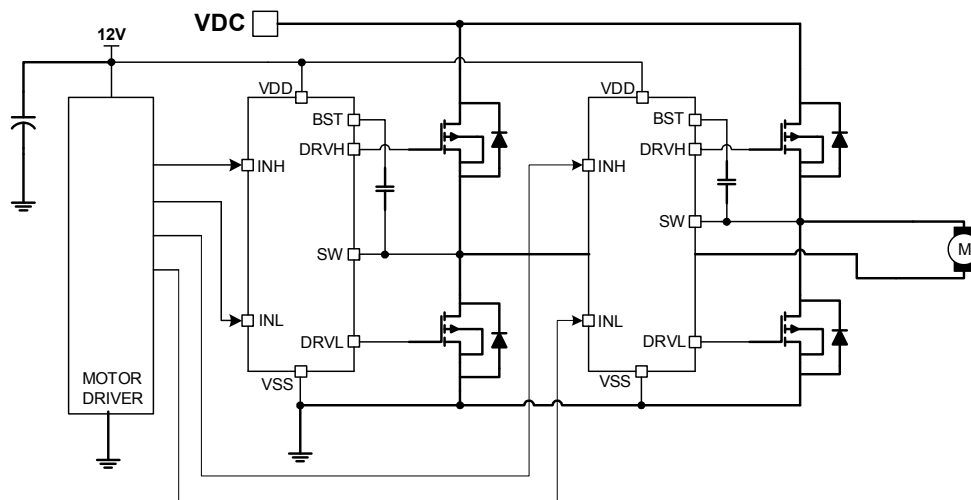 VDC
12V
VDD
VDD
BST
BST
DRVH
DRVH
INH
INH
SW
SW
M
INL
INL
DRVL
DRVL
MOTOR
DRIVER
VSS
VSS